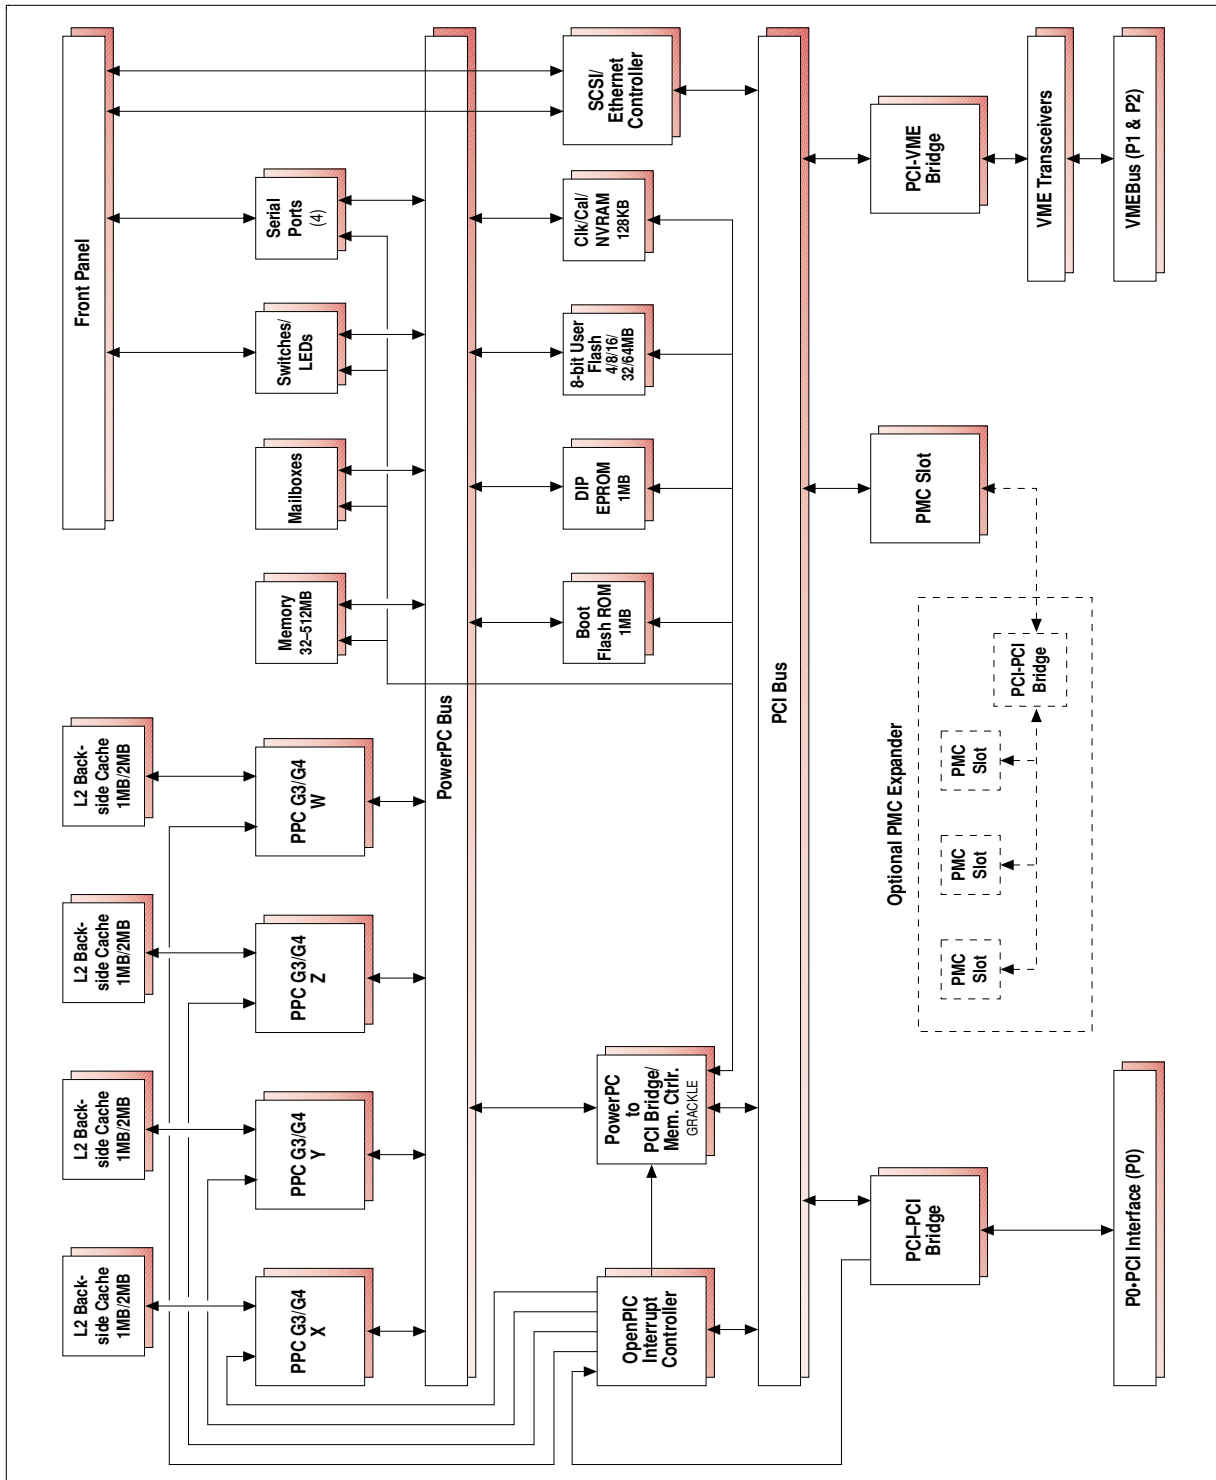 L2 Back-
side Cache
1MB/2MB
L2 Back-
side Cache
1MB/2MB
L2 Back-
side Cache
1MB/2MB
L2 Back-
side Cache
1MB/2MB
Front Panel
PPC G3/G4
X
PPC G3/G4
Y
PPC G3/G4
Z
PPC G3/G4
W
Memory
32–512MB
Mailboxes
Switches/
LEDs
Serial
Ports
(4)
PowerPC Bus
OpenPIC
Interrupt
Controller
PowerPC
to
PCI Bridge/
Mem. Ctrlr.
GRACKLE
Boot
Flash ROM
1MB
DIP
EPROM
1MB
8-bit User
Flash
4/8/16/
32/64MB
Clk/Cal/
NVRAM
128KB
SCSI/
Ethernet
Controller
PCI Bus
PCI–PCI
Bridge
Optional PMC Expander
PMC
Slot
PMC
Slot
PMC
Slot
PCI-PCI
Bridge
PMC Slot
PCI-VME
Bridge
VME Transceivers
P0•PCI Interface (P0)
VMEBus (P1 & P2)